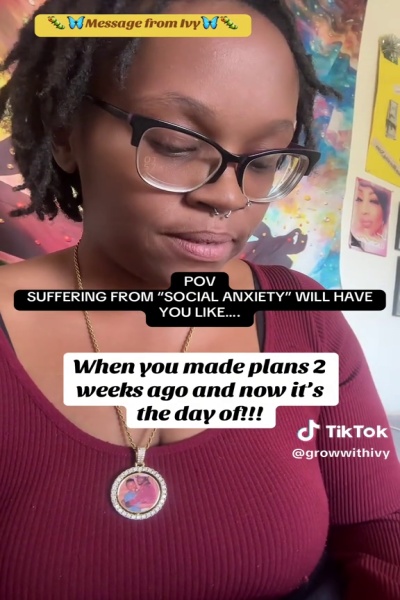 🐛🦋Message from Ivy🦋🐛
POV
SUFFERING FROM “SOCIAL ANXIETY” WILL HAVE
YOU LIKE....
When you made plans 2
weeks ago and now it's
the day of!!!
TikTok
@growwithivy